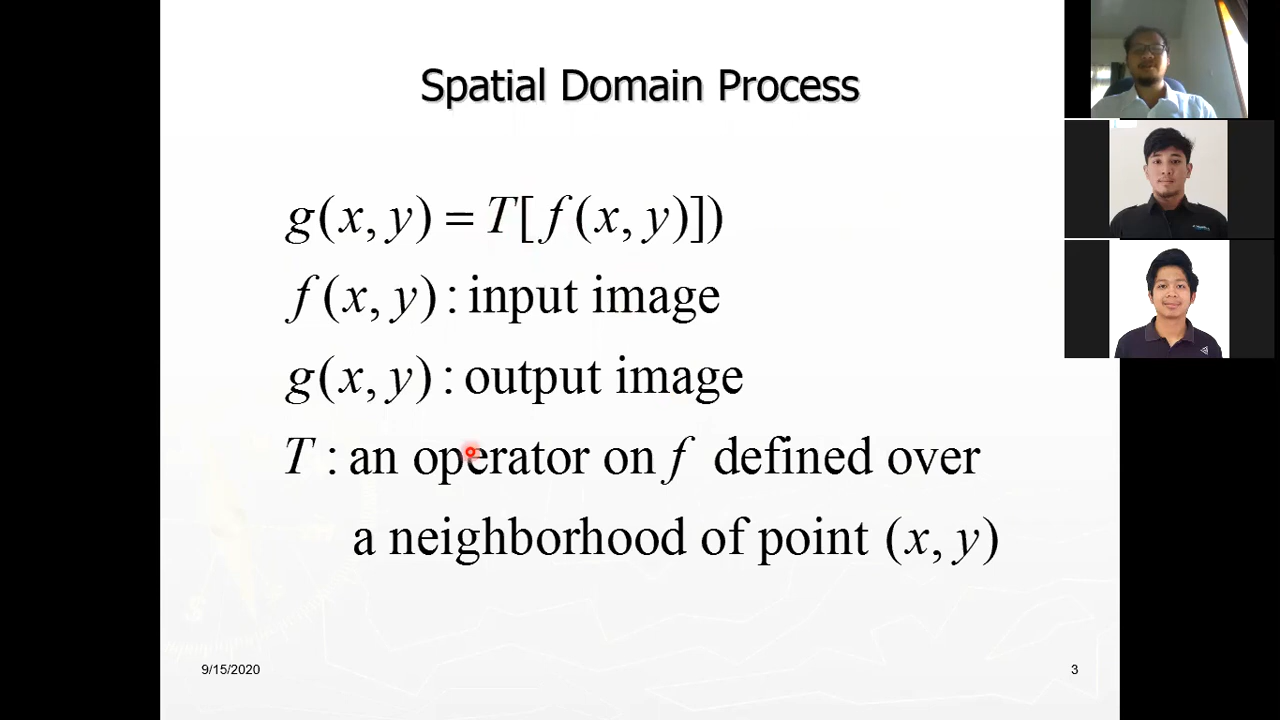 Spatial Domain Process
g(x, y) = T[f(x, y)])
f(x, y) : input image
g(x, y) : output image
T : an operator on f defined over
a neighborhood of point (x, y)
9/15/2020
3